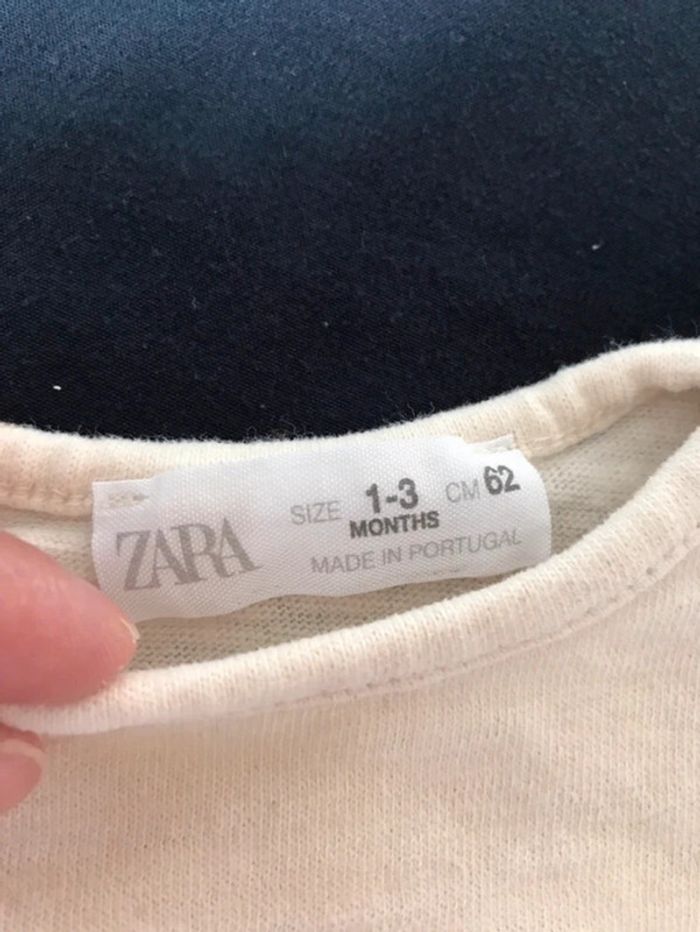 ZARA
SIZE 1-3 MONTHS CM 62
MADE IN PORTUGAL